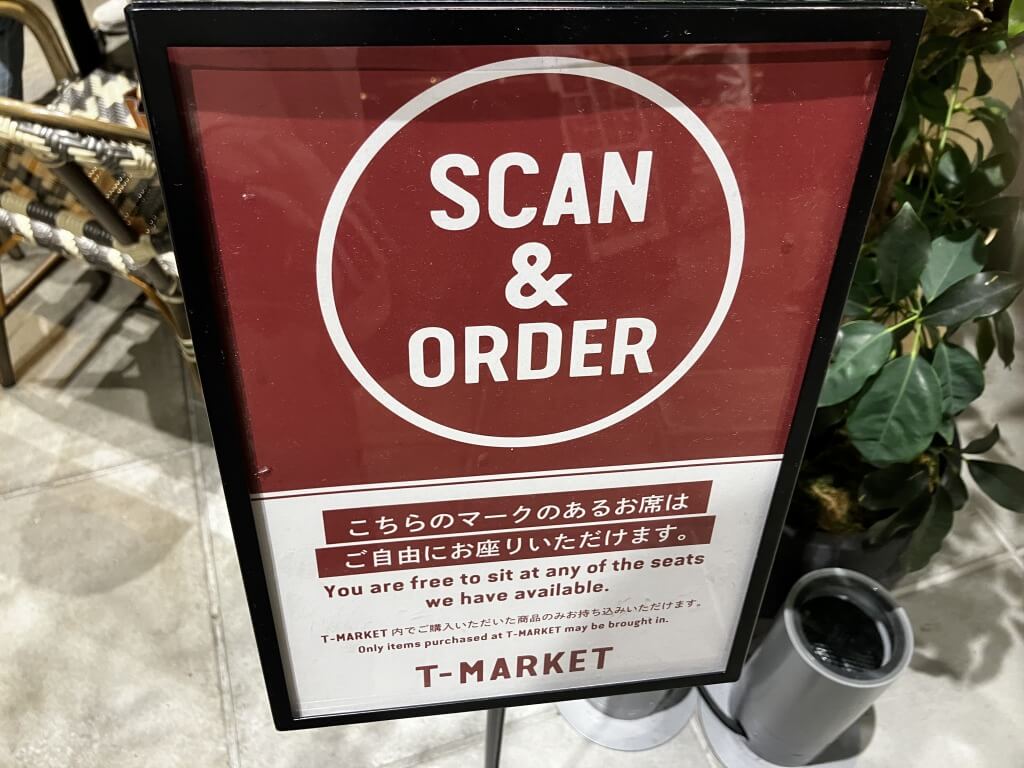 SCAN
&
ORDER
こちらのマークのあるお席は
ご自由にお座りいただけます。
You are free to sit at any of the seats
we have available.
T-MARKET 内でご購入いただいた商品のみお持ち込みいただけます。
Only items purchased at T-MARKET may be brought in.
T-MARKET